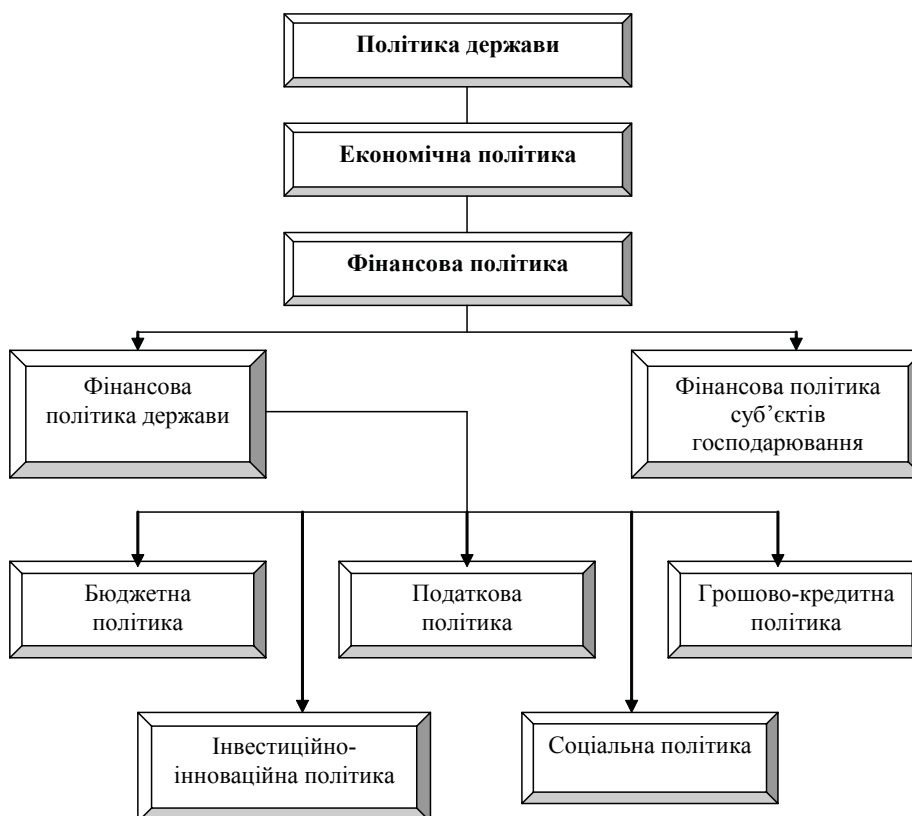 Політика держави
Економічна політика
Фінансова політика
Фінансова
політика держави
Фінансова політика
суб’єктів
господарювання
Бюджетна
політика
Податкова
політика
Грошово-кредитна
політика
Інвестиційно-
інноваційна політика
Соціальна політика